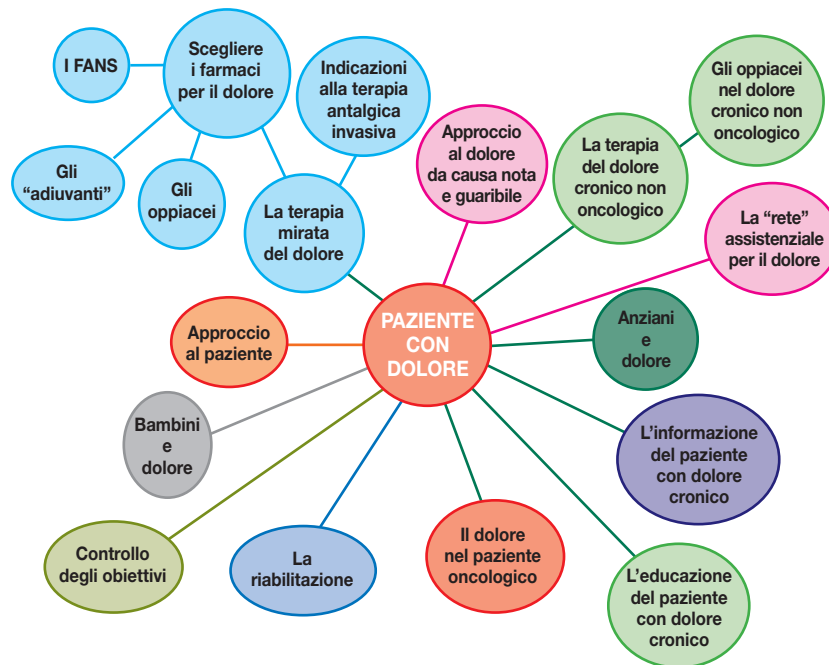 I FANS
Scegliere
i farmaci
per il dolore
Indicazioni
alla terapia
antalgica
invasiva
Gli oppiacei
nel dolore
cronico non
oncologico
Approccio
al dolore
da causa nota
e guaribile
La terapia
del dolore
cronico non
oncologico
Gli
“adiuvanti”
Gli
oppiacei
La terapia
mirata
del dolore
La “rete”
assistenziale
per il dolore
PAZIENTE
CON
DOLORE
Approccio
al paziente
Anziani
e
dolore
Bambini
e
dolore
L’informazione
del paziente
con dolore
cronico
Controllo
degli obiettivi
La
riabilitazione
Il dolore
nel paziente
oncologico
L’educazione
del paziente
con dolore
cronico